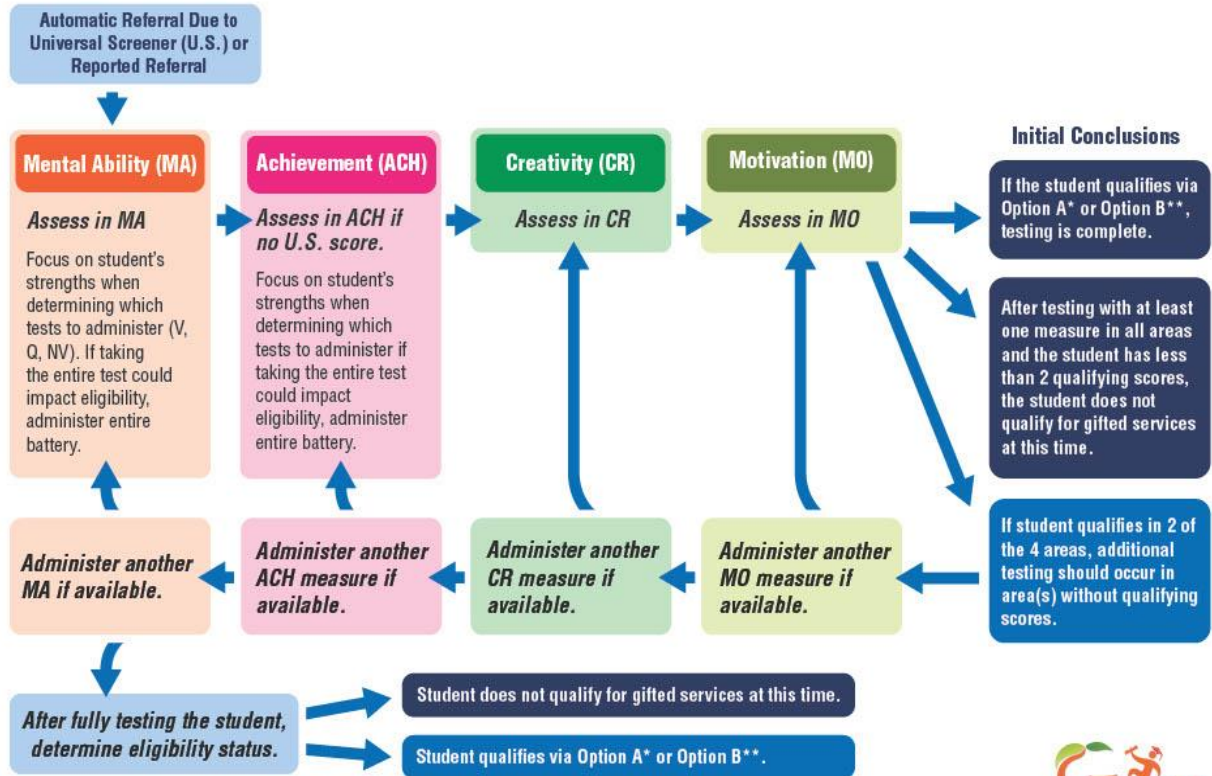 Automatic Referral Due to
Universal Screener (U.S.) or
Reported Referral
Mental Ability (MA)
Assess in MA
Focus on student's
strengths when
determining which
tests to administer (V,
Q, NV). If taking
the entire test could
impact eligibility,
administer entire
battery.
Achievement (ACH)
Assess in ACH if
no U.S. score.
Focus on student's
strengths when
determining which
tests to administer if
taking the entire test
could impact
eligibility, administer
entire battery.
Creativity (CR)
Assess in CR
Motivation (MO)
Assess in MO
Initial Conclusions
If the student qualifies via
Option A* or Option B**,
testing is complete.
After testing with at least
one measure in all areas
and the student has less
than 2 qualifying scores,
the student does not
qualify for gifted services
at this time.
If student qualifies in 2 of
the 4 areas, additional
testing should occur in
area(s) without qualifying
scores.
Administer another
MO measure if
available.
Administer another
CR measure if
available.
Administer another
ACH measure if
available.
Administer another
MA if available.
After fully testing the student,
determine eligibility status.
Student does not qualify for gifted services at this time.
Student qualifies via Option A* or Option B**.